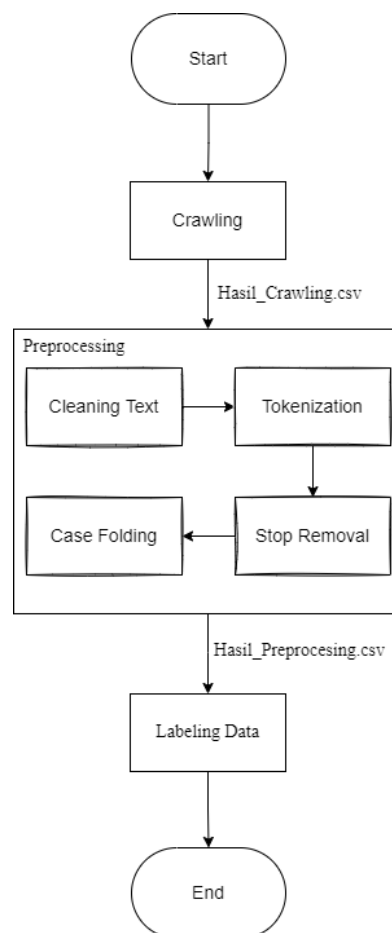 Start
Crawling
Hasil_Crawling.csv
Preprocessing
Cleaning Text
Tokenization
Stop Removal
Case Folding
Hasil_Preprocesing.csv
Labeling Data
End